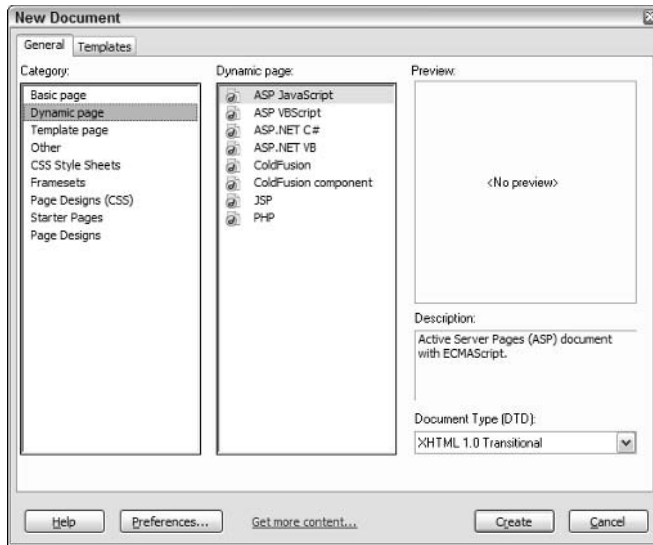 New Document
General
Templates
Category:
Basic page
Dynamic page
Template page
Other
CSS Style Sheets
Framesets
Page Designs (CSS)
Starter Pages
Page Designs
Dynamic page:
ASP JavaScript
ASP VBScript
ASP.NET C#
ASP.NET VB
ColdFusion
ColdFusion component
JSP
PHP
Preview:
<No preview>
Description:
Active Server Pages (ASP) document
with ECMAScript.
Document Type (DTD):
XHTML 1.0 Transitional
Help
Preferences...
Get more content...
Create
Cancel